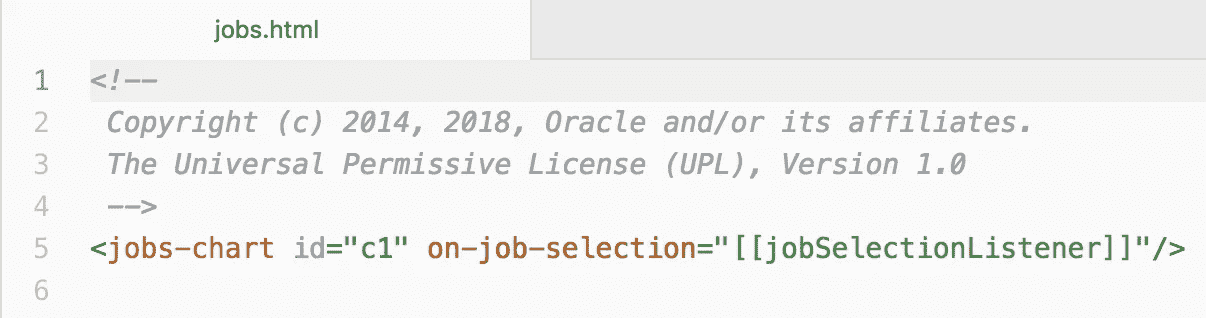 jobs.html
1 <!--
2 Copyright (c) 2014, 2018, Oracle and/or its affiliates.
3 The Universal Permissive License (UPL), Version 1.0
4 -->
5 <jobs-chart id="c1" on-job-selection="[[jobSelectionListener]]"/>
6